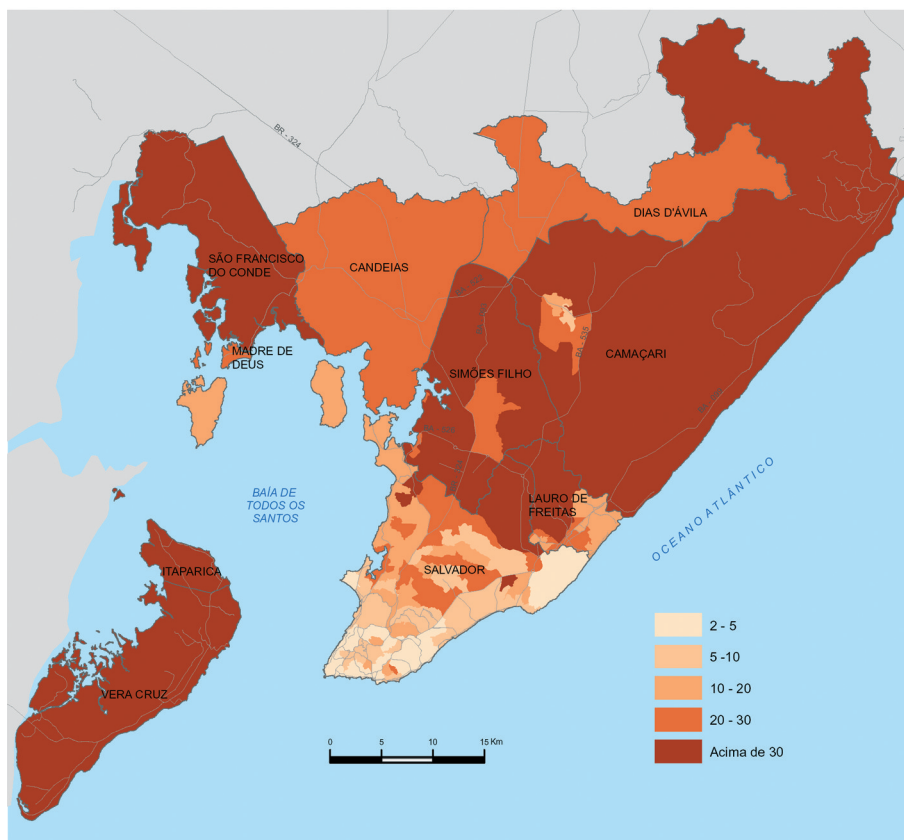 BR - 324
DIAS D'ÁVILA
SÃO FRANCISCO
DO CONDE
CANDEIAS
MADRE DE
DEUS
SIMÕES FILHO
CAMAÇARI
BAÍA DE
TODOS OS
SANTOS
LAURO DE
FREITAS
OCEANO ATLÂNTICO
ITAPARICA
SALVADOR
VERA CRUZ
2 - 5
5 -10
10 - 20
20 - 30
Acima de 30
0 5 10 15 Km